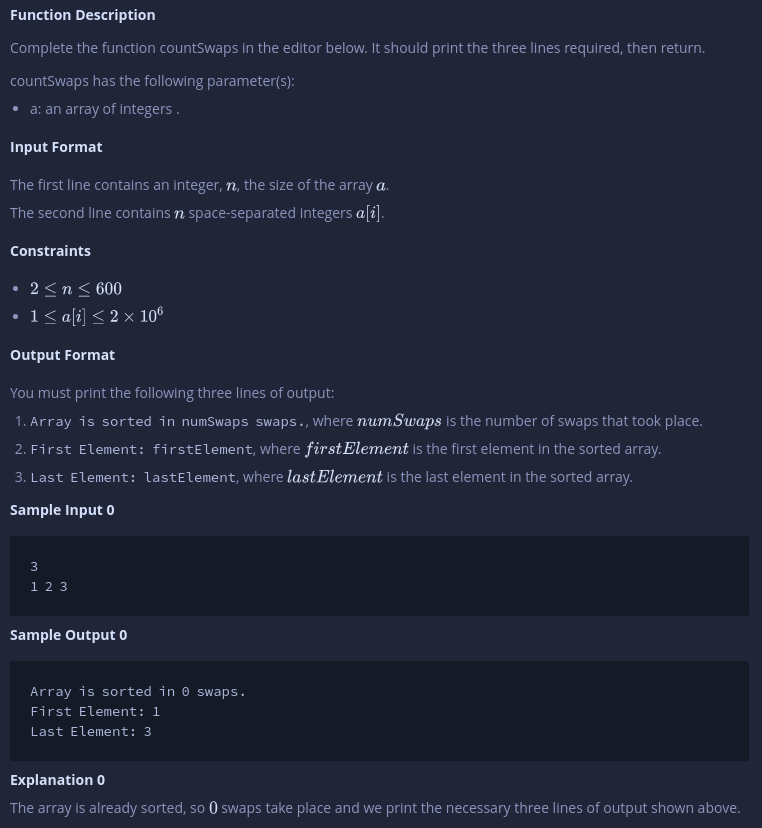 Function Description
Complete the function countSwaps in the editor below. It should print the three lines required, then return.
countSwaps has the following parameter(s):
• a: an array of integers .
Input Format
The first line contains an integer, n, the size of the array a.
The second line contains n space-separated integers a[i].
Constraints
• 2 ≤ n ≤ 600
• 1 ≤ a[i] ≤ 2 × 10⁶
Output Format
You must print the following three lines of output:
1. Array is sorted in numSwaps swaps., where numSwaps is the number of swaps that took place.
2. First Element: firstElement, where firstElement is the first element in the sorted array.
3. Last Element: lastElement, where lastElement is the last element in the sorted array.
Sample Input 0
3
1 2 3
Sample Output 0
Array is sorted in 0 swaps.
First Element: 1
Last Element: 3
Explanation 0
The array is already sorted, so 0 swaps take place and we print the necessary three lines of output shown above.